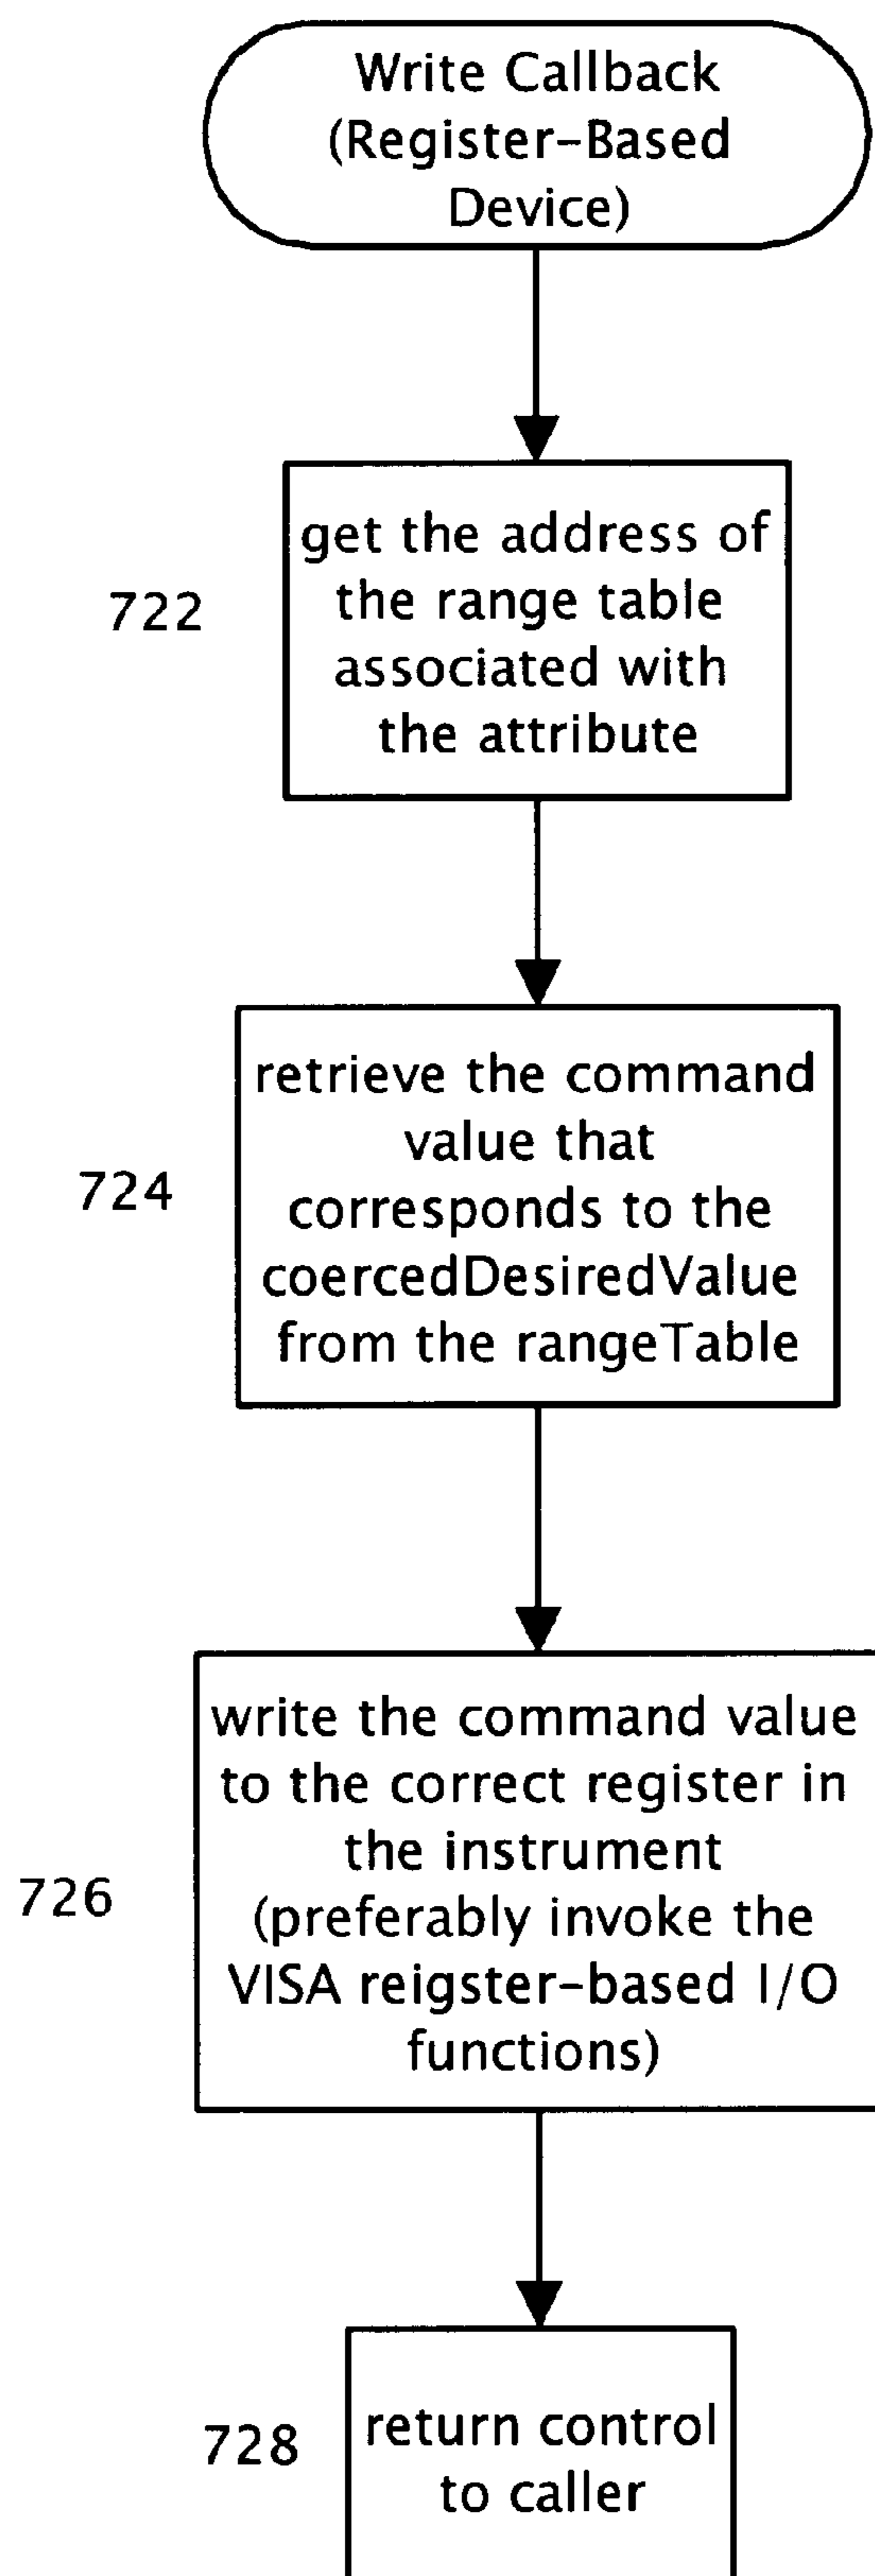 Write Callback
(Register-Based
Device)
722
get the address of
the range table
associated with
the attribute
724
retrieve the command
value that
corresponds to the
coercedDesiredValue
from the rangeTable
726
write the command value
to the correct register in
the instrument
(preferably invoke the
VISA reigster-based I/O
functions)
728
return control
to caller